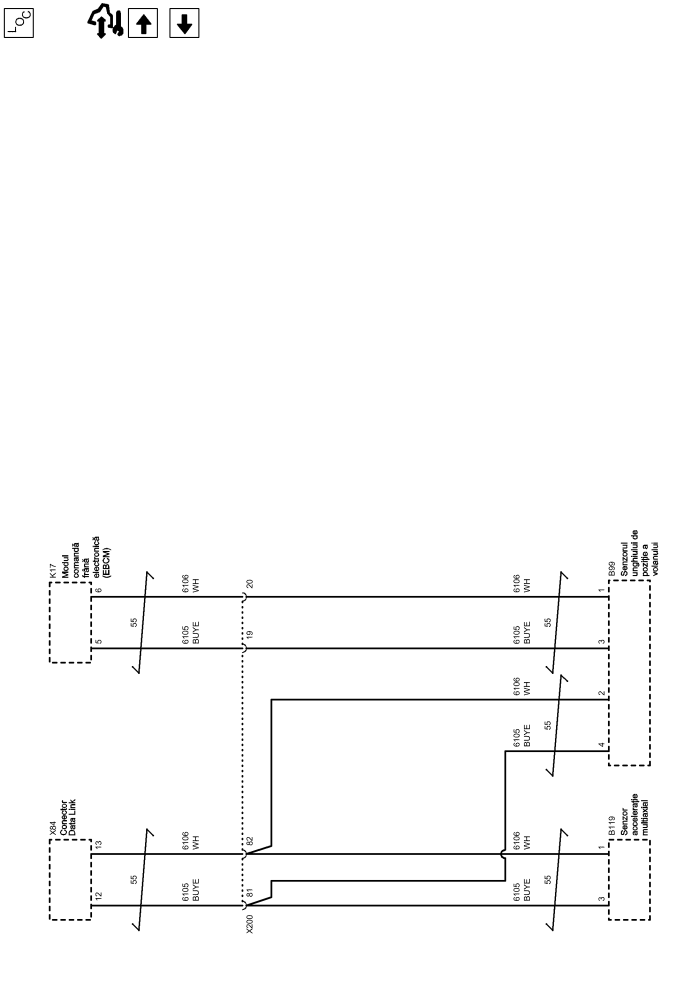 LOC
K17
Modul
comandă
frână
electronică
(EBCM)
6
5
55
6106
WH
6105
BUYE
20
19
6106
WH
6105
BUYE
55
1
3
B99
Senzorul
unghiului de
poziție a
volanului
6106
WH
6105
BUYE
55
2
4
X84
Conector
Data Link
13
12
55
6106
WH
6105
BUYE
82
81
X200
6106
WH
6105
BUYE
55
1
3
B119
Senzor
accelerație
multiaxial